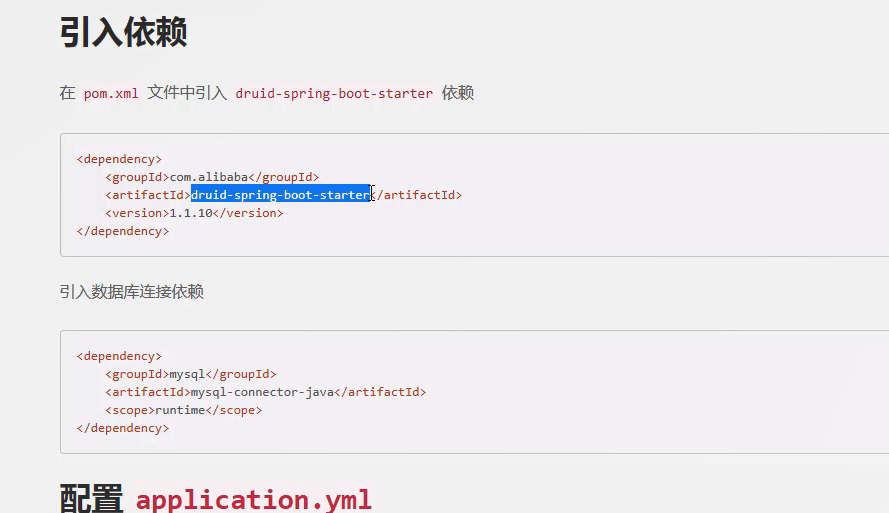 引入依赖
在 pom.xml 文件中引入 druid-spring-boot-starter 依赖
<dependency>
    <groupId>com.alibaba</groupId>
    <artifactId>druid-spring-boot-starter</artifactId>
    <version>1.1.10</version>
</dependency>
引入数据库连接依赖
<dependency>
    <groupId>mysql</groupId>
    <artifactId>mysql-connector-java</artifactId>
    <scope>runtime</scope>
</dependency>
配置 application.yml